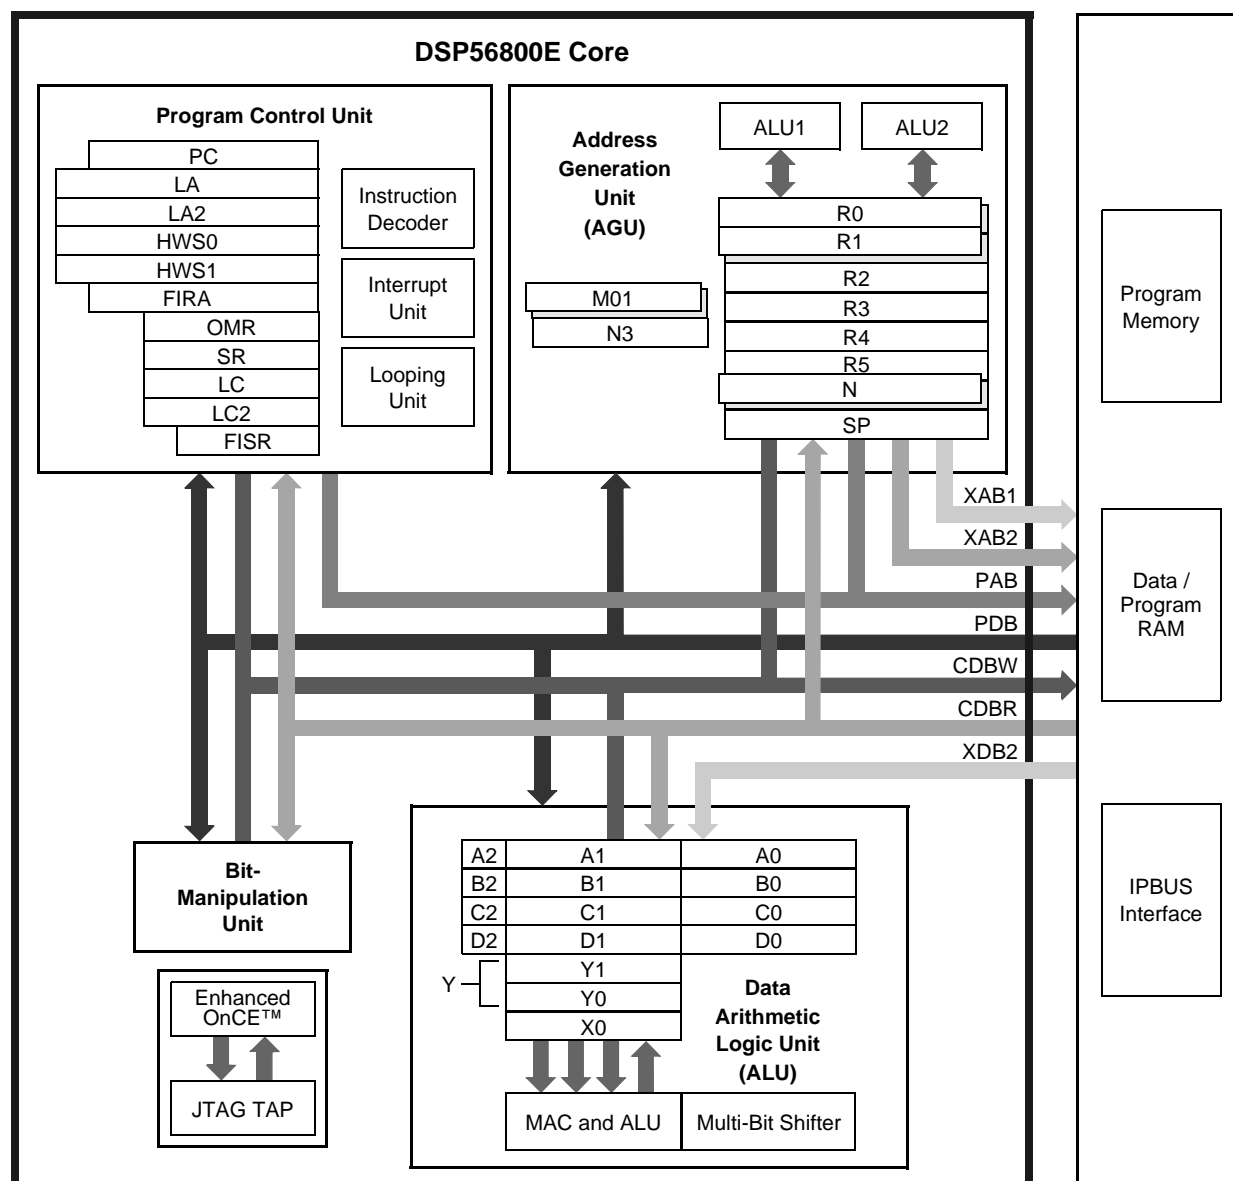 DSP56800E Core
Program Control Unit
PC
LA
LA2
HWS0
HWS1
FIRA
OMR
SR
LC
LC2
FISR
Instruction
Decoder
Interrupt
Unit
Looping
Unit
Address
Generation
Unit
(AGU)
ALU1
ALU2
R0
R1
R2
R3
R4
R5
N
SP
M01
N3
Program
Memory
Data /
Program
RAM
IPBUS
Interface
XAB1
XAB2
PAB
PDB
CDBW
CDBR
XDB2
Bit-
Manipulation
Unit
Enhanced
OnCE™
JTAG TAP
A2 A1 A0
B2 B1 B0
C2 C1 C0
D2 D1 D0
Y
Y1
Y0
X0
Data
Arithmetic
Logic Unit
(ALU)
MAC and ALU
Multi-Bit Shifter